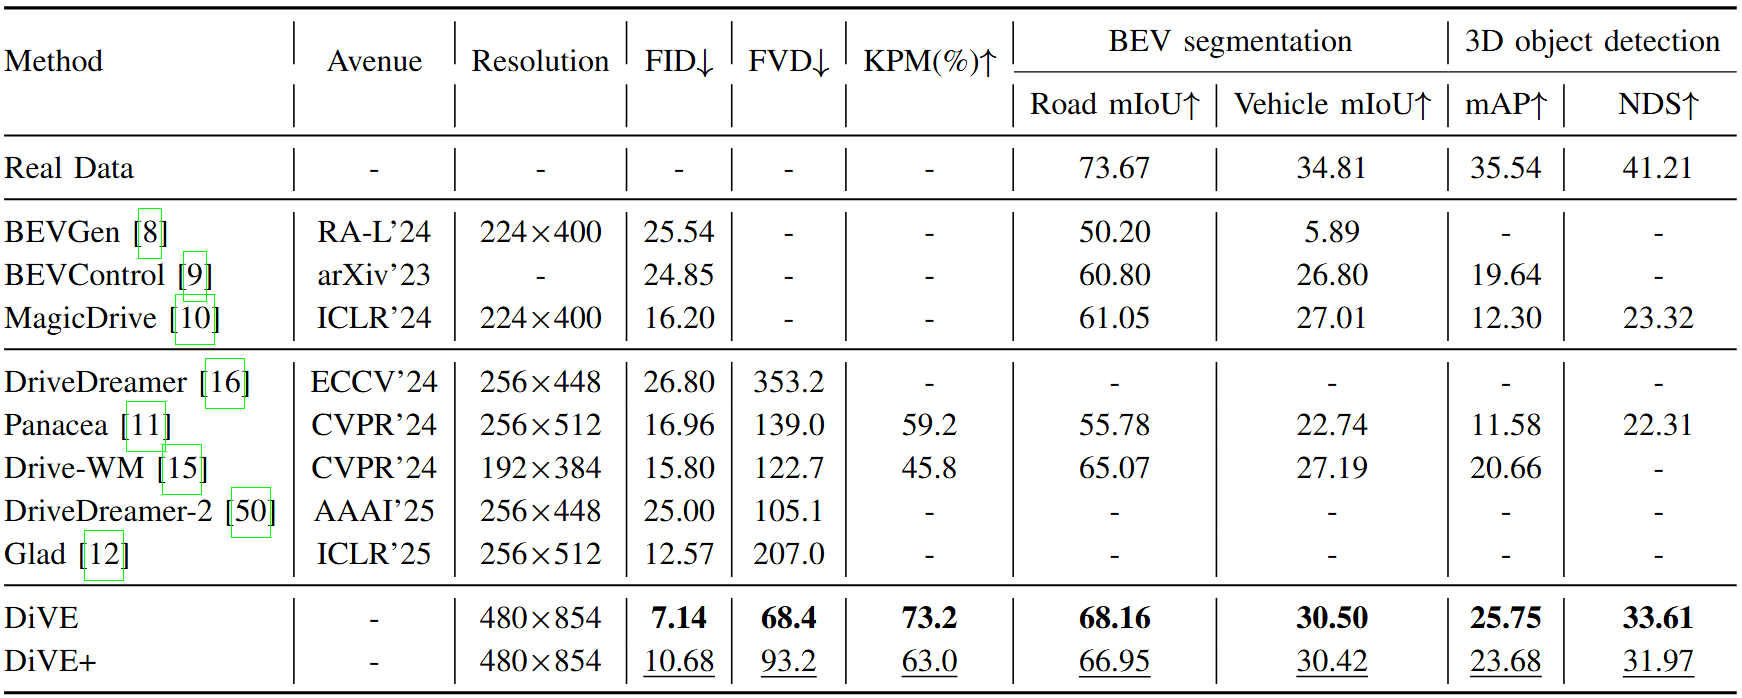 Method Avenue Resolution FID↓ FVD↓ KPM(%)↑ BEV segmentation 3D object detection
Road mIoU↑ Vehicle mIoU↑ mAP↑ NDS↑
Real Data - - - - - 73.67 34.81 35.54 41.21
BEVGen [8] RA-L’24 224×400 25.54 - - 50.20 5.89 - -
BEVControl [9] arXiv’23 - 24.85 - - 60.80 26.80 19.64 -
MagicDrive [10] ICLR’24 224×400 16.20 - - 61.05 27.01 12.30 23.32
DriveDreamer [16] ECCV’24 256×448 26.80 353.2 - - - - -
Panacea [11] CVPR’24 256×512 16.96 139.0 59.2 55.78 22.74 11.58 22.31
Drive-WM [15] CVPR’24 192×384 15.80 122.7 45.8 65.07 27.19 20.66 -
DriveDreamer-2 [50] AAAI’25 256×448 25.00 105.1 - - - - -
Glad [12] ICLR’25 256×512 12.57 207.0 - - - - -
DiVE - 480×854 7.14 68.4 73.2 68.16 30.50 25.75 33.61
DiVE+ - 480×854 10.68 93.2 63.0 66.95 30.42 23.68 31.97